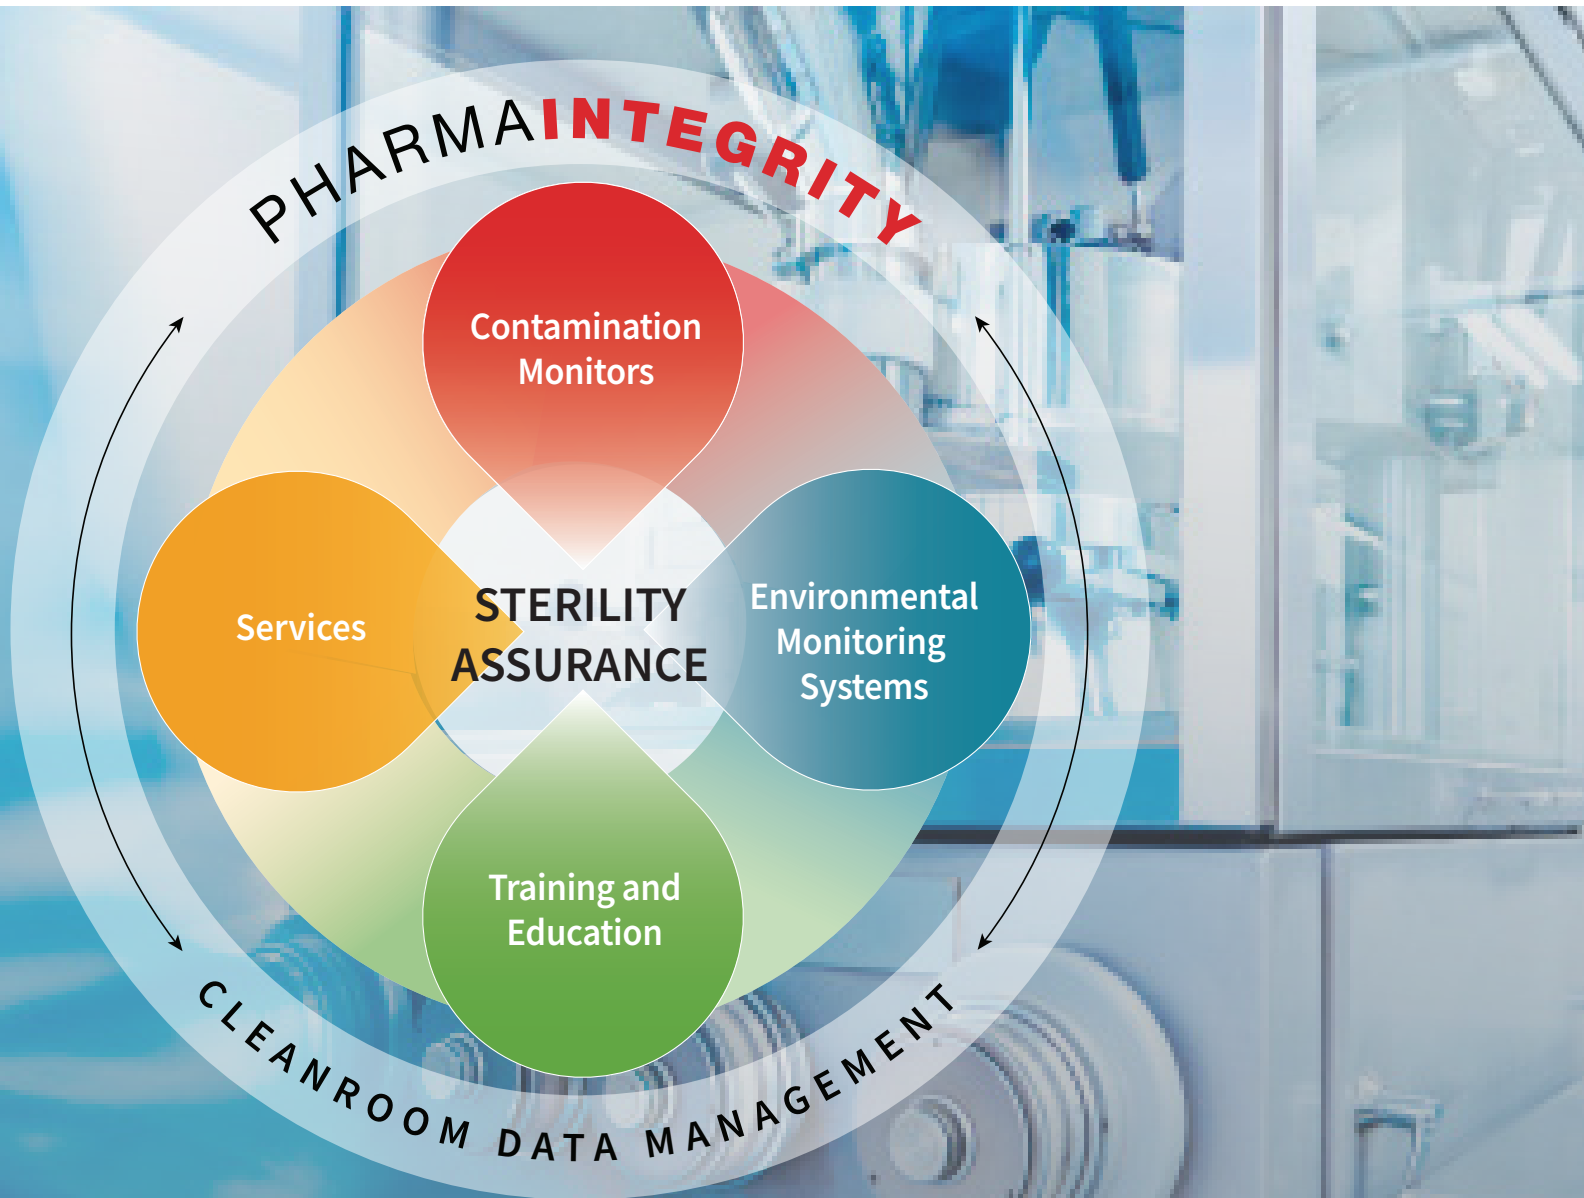 PHARMAINTEGRITY
Contamination
Monitors
Services
STERILITY
ASSURANCE
Environmental
Monitoring
Systems
Training and
Education
CLEANROOM DATA MANAGEMENT